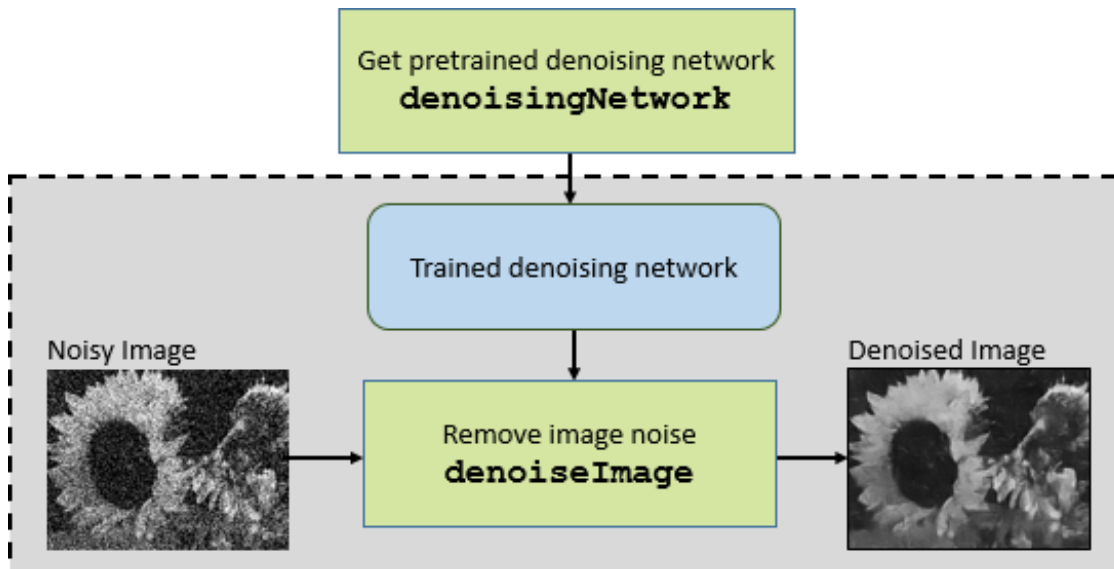 Get pretrained denoising network
denoisingNetwork
Trained denoising network
Noisy Image
Denoised Image
Remove image noise
denoiseImage